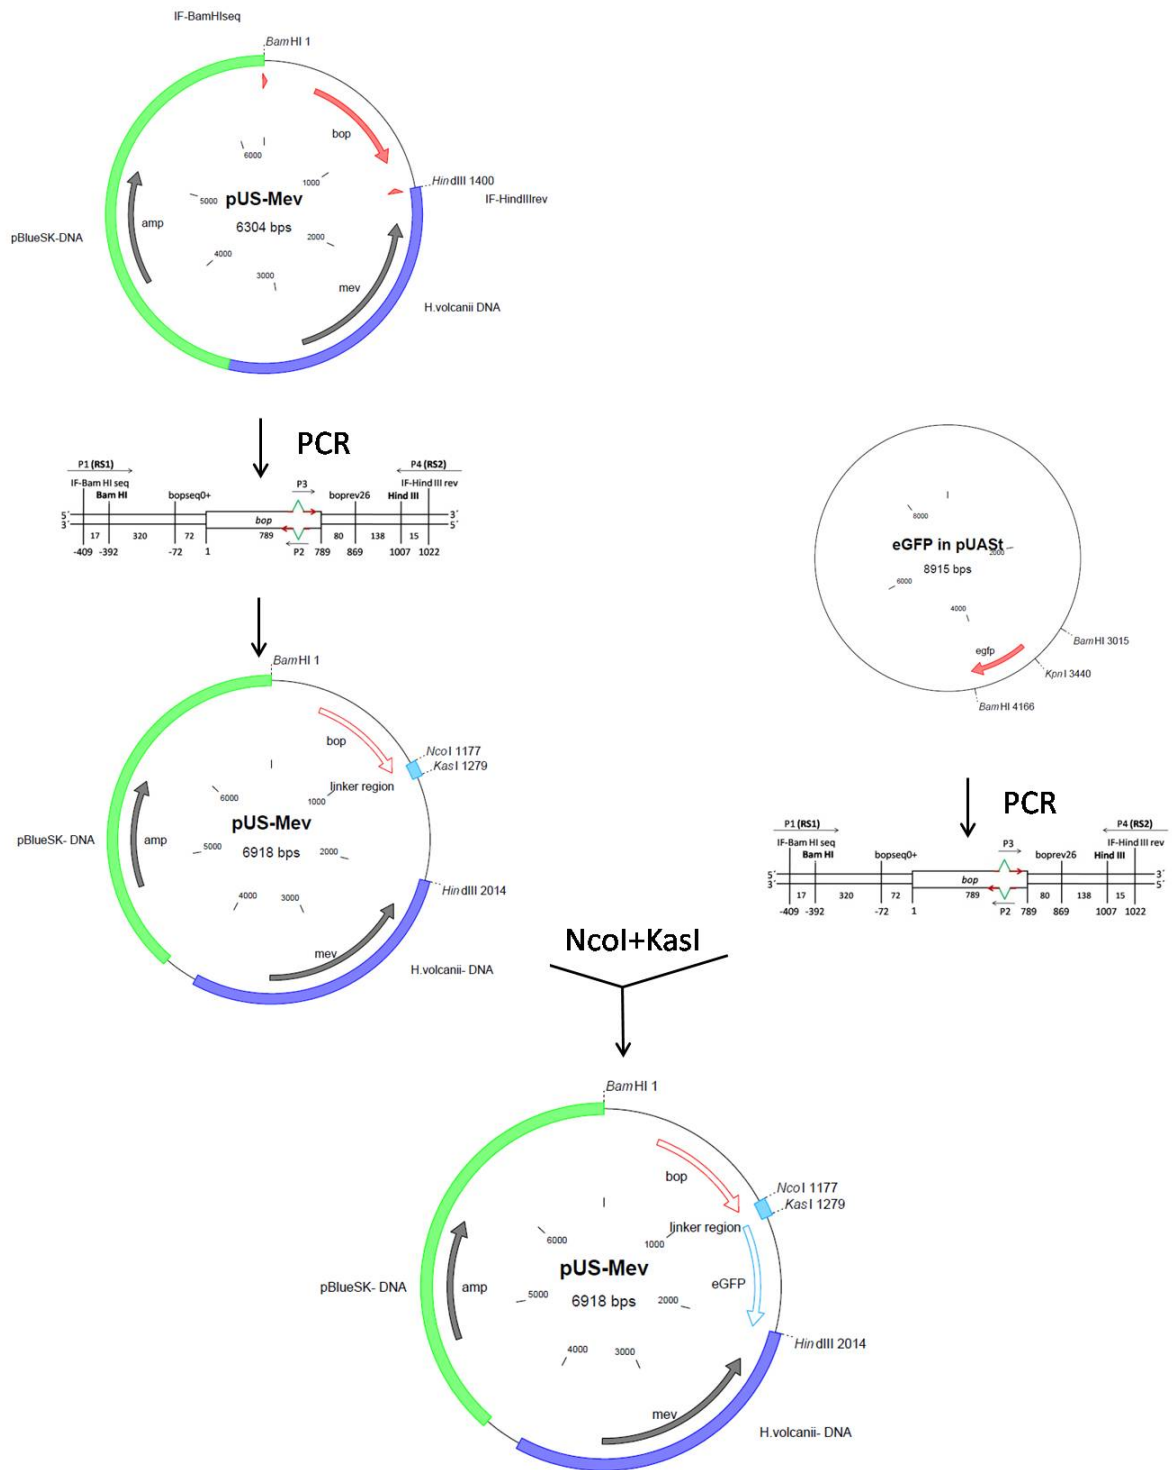 IF-BamHIseq
BamHI 1
bop
6000
1000
HindIII 1400
IF-HindIIIrev
5000
pUS-Mev
6304 bps
amp
2000
pBlueSK-DNA
4000
3000
mev
H.volcanii DNA
PCR
P1 (RS1)
P4 (RS2)
IF-Bam HI seq
P3
IF-Hind III rev
Bam HI
bopseq0+
boprev26
Hind III
5´
3´
bop
3´
5´
17
320
72
789
80
138
15
P2
-409
-392
-72
1
789
869
1007
1022
8000
eGFP in pUASt
2000
8915 bps
6000
4000
egfp
BamHI 3015
KpnI 3440
BamHI 4166
BamHI 1
bop
NcoI 1177
KasI 1279
linker region
6000
1000
pUS-Mev
6918 bps
amp
pBlueSK- DNA
5000
2000
4000
3000
HindIII 2014
mev
H.volcanii- DNA
PCR
P1 (RS1)
P4 (RS2)
IF-Bam HI seq
P3
IF-Hind III rev
Bam HI
bopseq0+
boprev26
Hind III
5´
3´
bop
3´
5´
17
320
72
789
80
138
15
P2
-409
-392
-72
1
789
869
1007
1022
NcoI+KasI
BamHI 1
bop
NcoI 1177
KasI 1279
linker region
6000
1000
pUS-Mev
6918 bps
amp
eGFP
pBlueSK- DNA
5000
2000
4000
3000
HindIII 2014
mev
H.volcanii- DNA